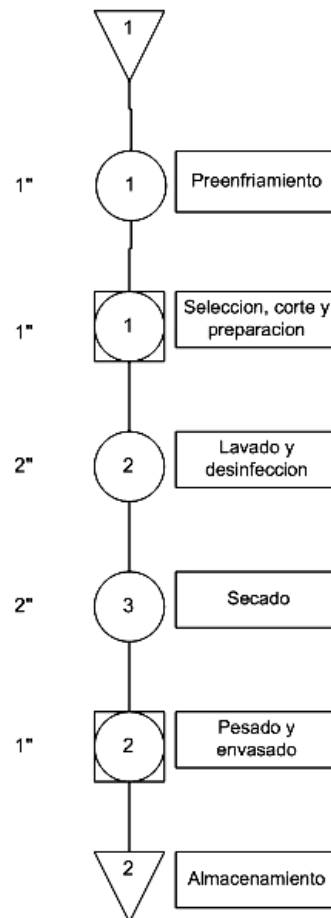 1
1" 1 Preenfriamiento
1" 1 Seleccion, corte y
preparacion
2" 2 Lavado y
desinfeccion
2" 3 Secado
1" 2 Pesado y
envasado
2 Almacenamiento